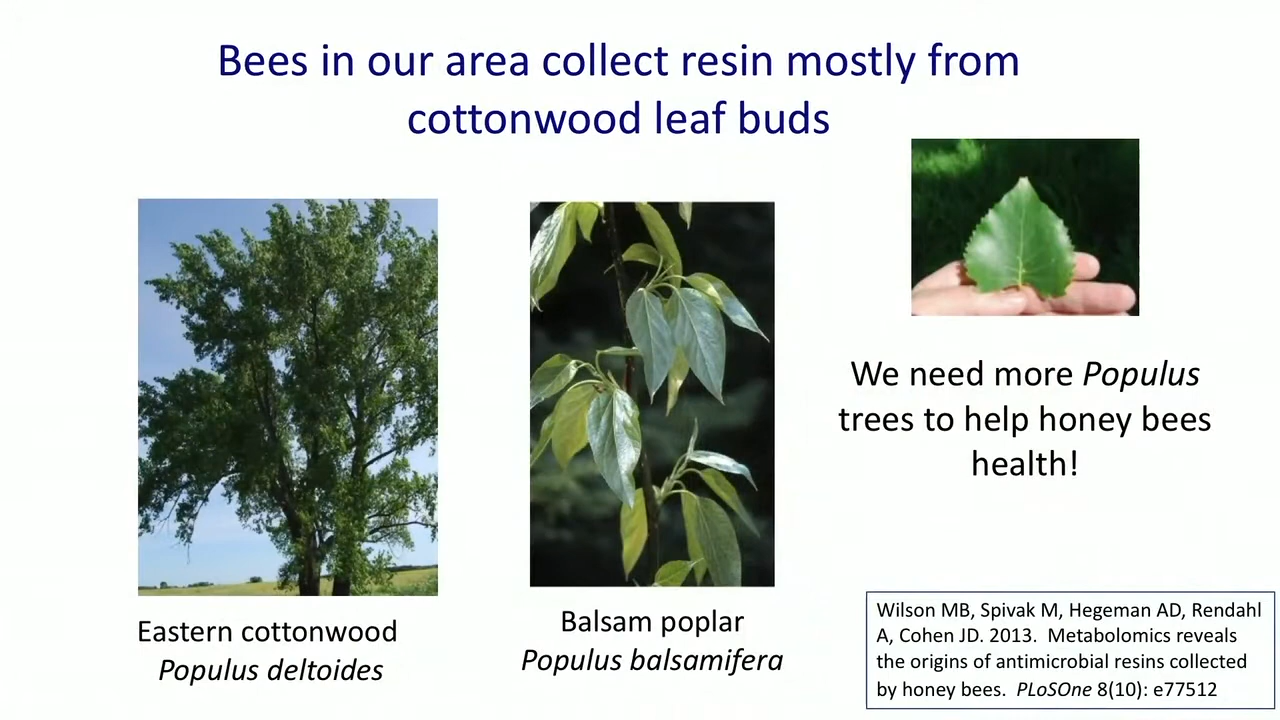 Bees in our area collect resin mostly from
cottonwood leaf buds
We need more Populus
trees to help honey bees
health!
Eastern cottonwood
Populus deltoides
Balsam poplar
Populus balsamifera
Wilson MB, Spivak M, Hegeman AD, Rendahl
A, Cohen JD. 2013.  Metabolomics reveals
the origins of antimicrobial resins collected
by honey bees.  PLoSOne 8(10): e77512